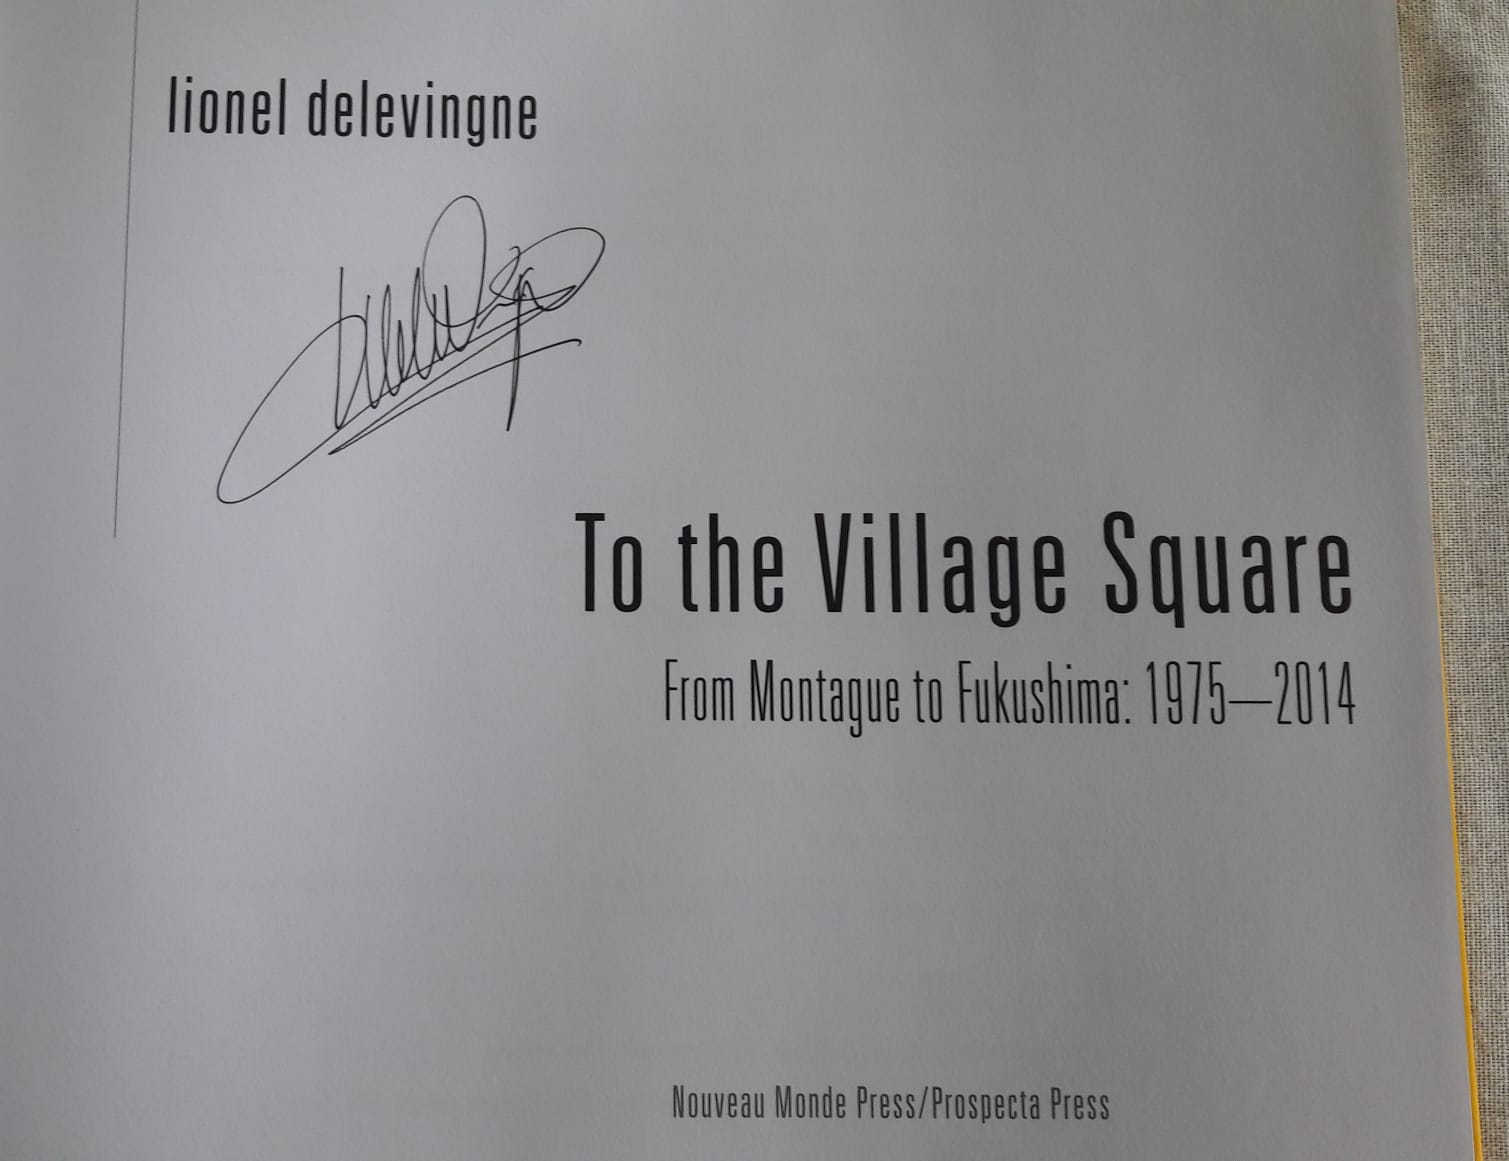 lionel delevingne
To the Village Square
From Montague to Fukushima: 1975—2014
Nouveau Monde Press/Prospecta Press